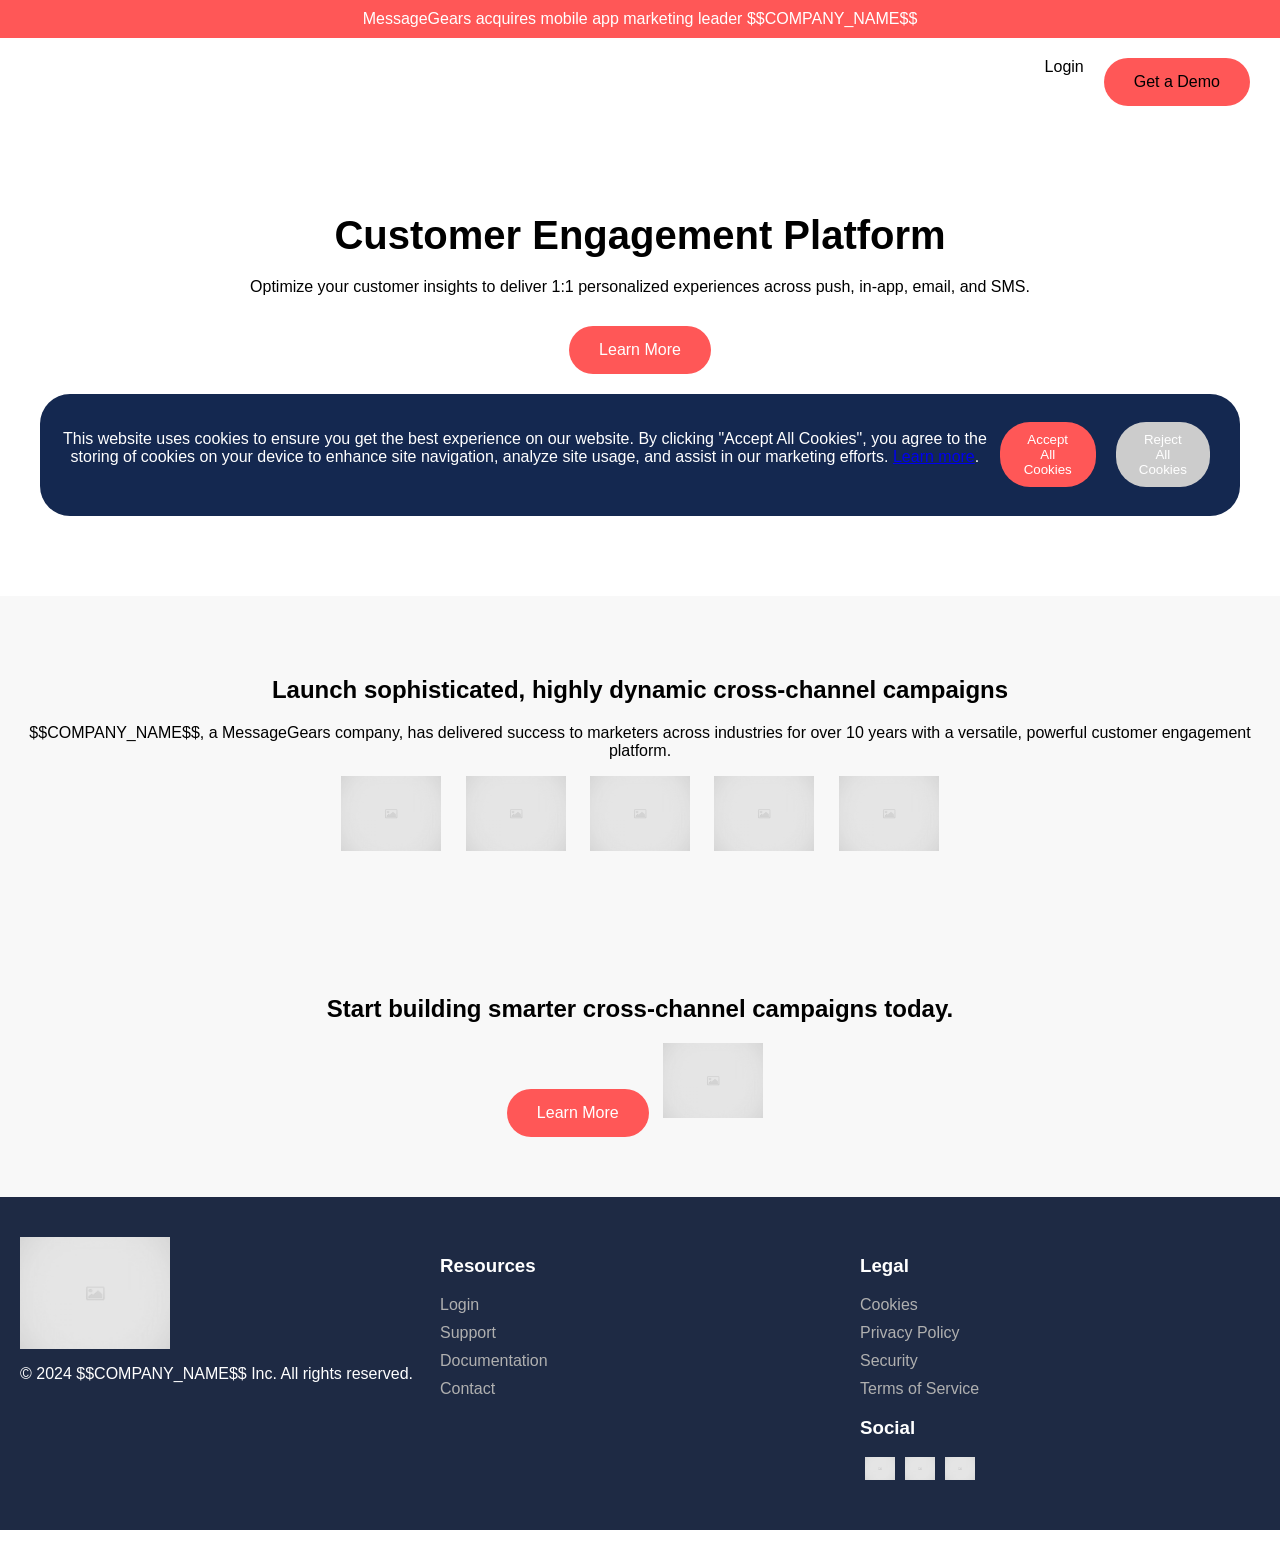 MessageGears acquires mobile app marketing leader $$COMPANY_NAME$$
Login
Get a Demo
Customer Engagement Platform
Optimize your customer insights to deliver 1:1 personalized experiences across push, in-app, email, and SMS.
Learn More
This website uses cookies to ensure you get the best experience on our website. By clicking "Accept All Cookies", you agree to the
storing of cookies on your device to enhance site navigation, analyze site usage, and assist in our marketing efforts. Learn more.
Accept
All
Cookies
Reject
All
Cookies
Launch sophisticated, highly dynamic cross-channel campaigns
$$COMPANY_NAME$$, a MessageGears company, has delivered success to marketers across industries for over 10 years with a versatile, powerful customer engagement
platform.
Start building smarter cross-channel campaigns today.
Learn More
© 2024 $$COMPANY_NAME$$ Inc. All rights reserved.
Resources
Login
Support
Documentation
Contact
Legal
Cookies
Privacy Policy
Security
Terms of Service
Social